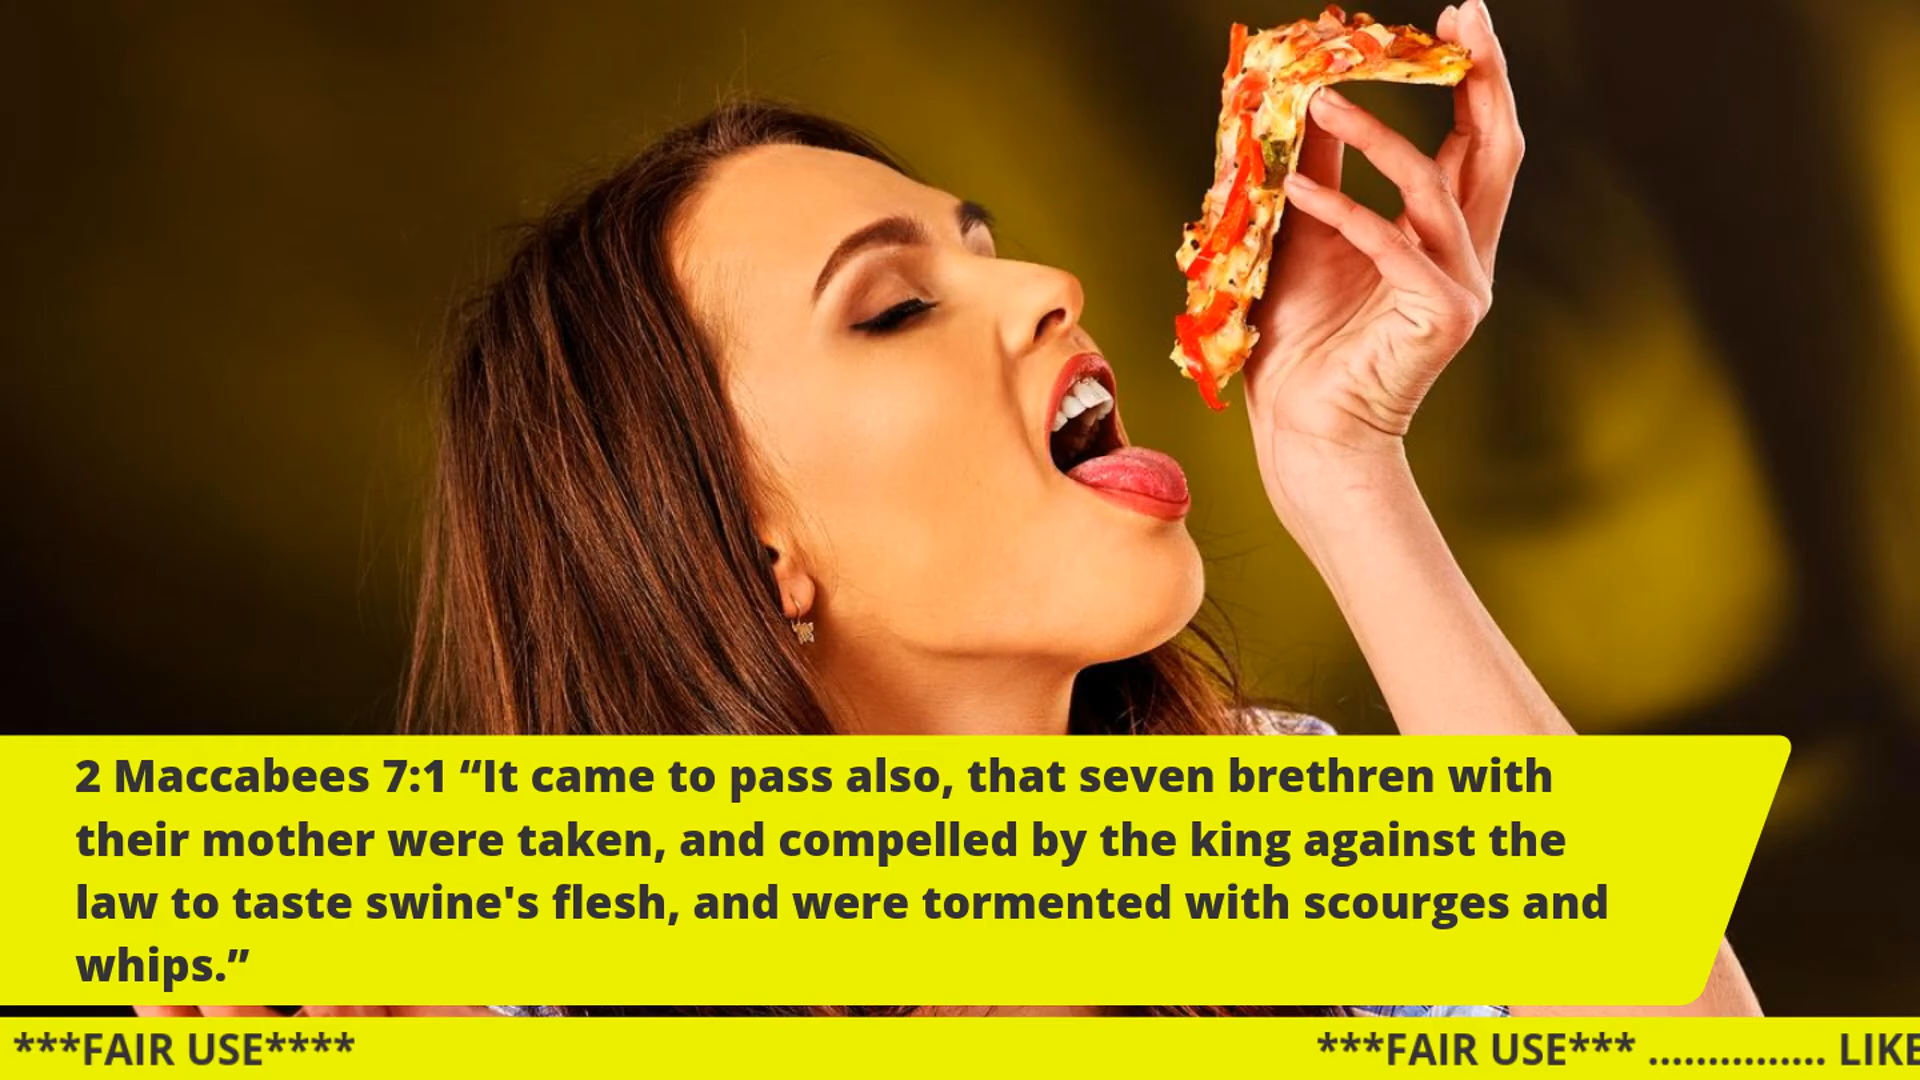 2 Maccabees 7:1 “It came to pass also, that seven brethren with
their mother were taken, and compelled by the king against the
law to taste swine's flesh, and were tormented with scourges and
whips.”
***FAIR USE**** ***FAIR USE*** ............... LIKE